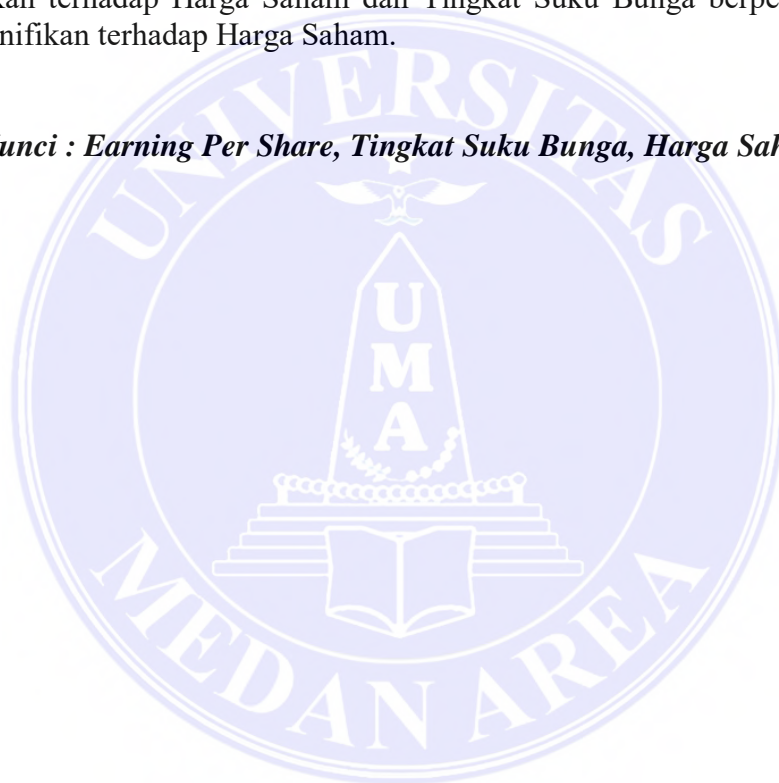 kan terhadap Harga Saham dan Tingkat Suku Bunga berpe
nifikan terhadap Harga Saham.
unci : Earning Per Share, Tingkat Suku Bunga, Harga Sah
UNIVERSITAS
U
M
A
MEDAN AREA